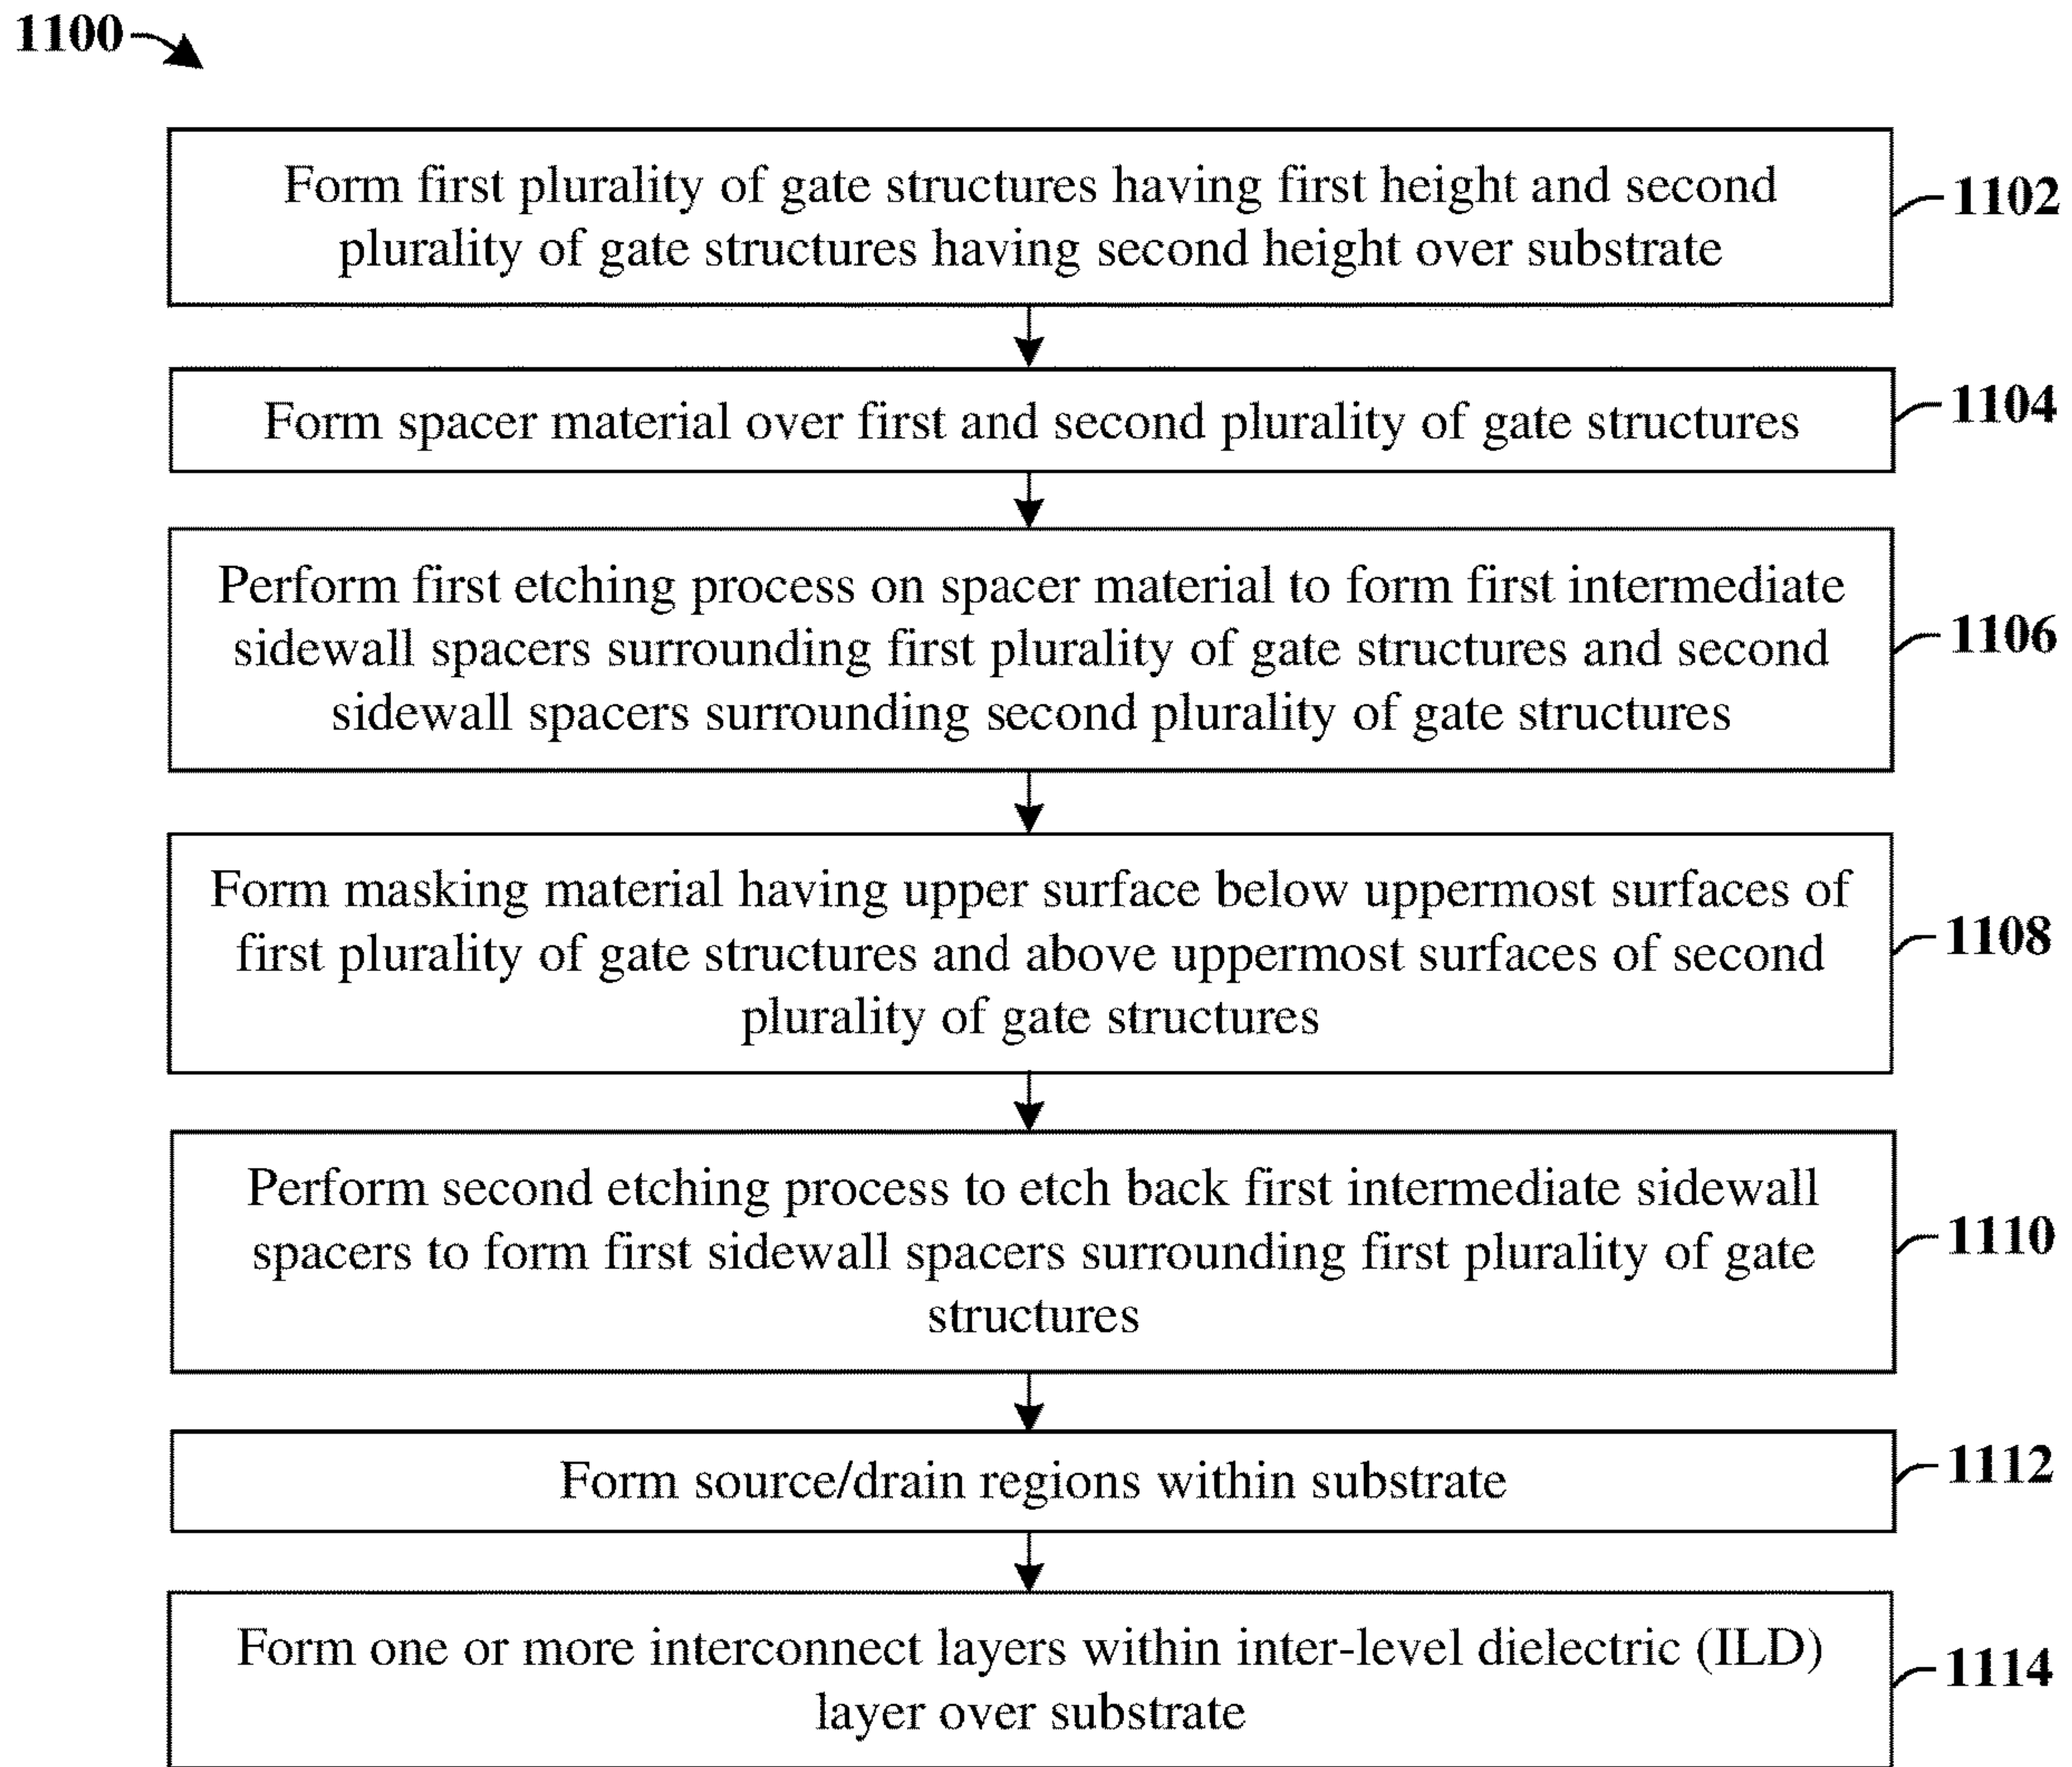 1100
Form first plurality of gate structures having first height and second
plurality of gate structures having second height over substrate
1102
Form spacer material over first and second plurality of gate structures
1104
Perform first etching process on spacer material to form first intermediate
sidewall spacers surrounding first plurality of gate structures and second
sidewall spacers surrounding second plurality of gate structures
1106
Form masking material having upper surface below uppermost surfaces of
first plurality of gate structures and above uppermost surfaces of second
plurality of gate structures
1108
Perform second etching process to etch back first intermediate sidewall
spacers to form first sidewall spacers surrounding first plurality of gate
structures
1110
Form source/drain regions within substrate
1112
Form one or more interconnect layers within inter-level dielectric (ILD)
layer over substrate
1114